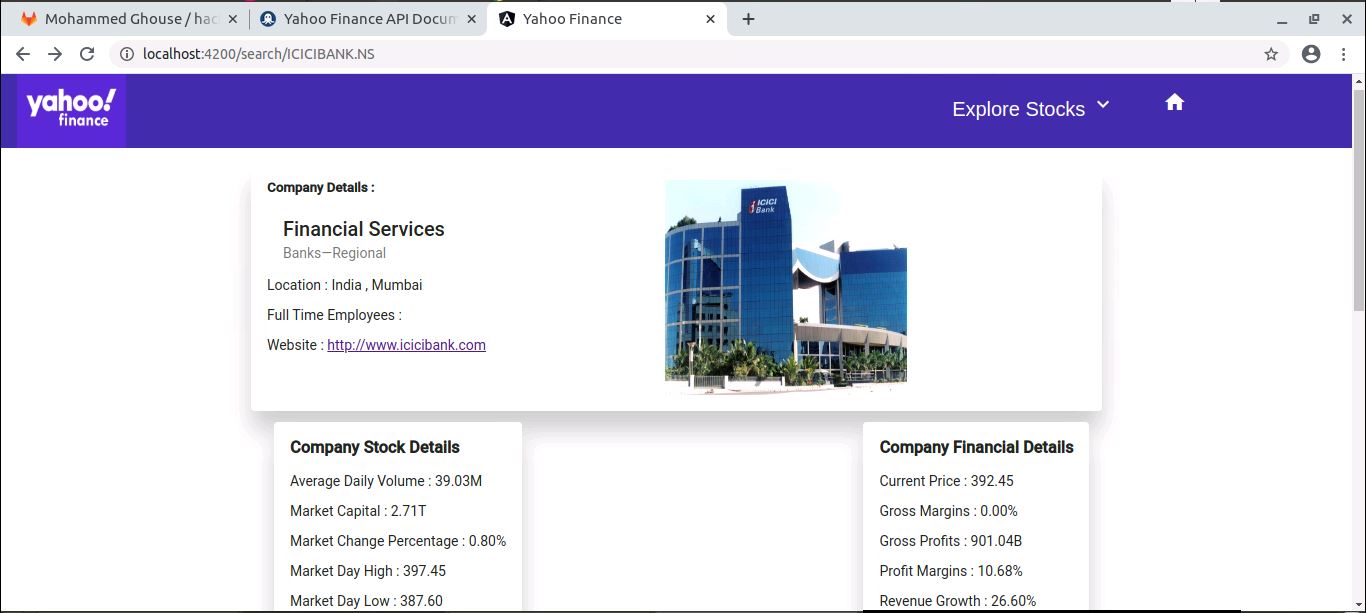 Mohammed Ghouse / hac
Yahoo Finance API Docum
Yahoo Finance
localhost:4200/search/ICICIBANK.NS
yahoo!
finance
Explore Stocks
Company Details :
ICICI
Bank
Financial Services
Banks—Regional
Location : India , Mumbai
Full Time Employees :
Website : http://www.icicibank.com
Company Stock Details
Average Daily Volume : 39.03M
Market Capital : 2.71T
Market Change Percentage : 0.80%
Market Day High : 397.45
Market Day Low : 387.60
Company Financial Details
Current Price : 392.45
Gross Margins : 0.00%
Gross Profits : 901.04B
Profit Margins : 10.68%
Revenue Growth : 26.60%